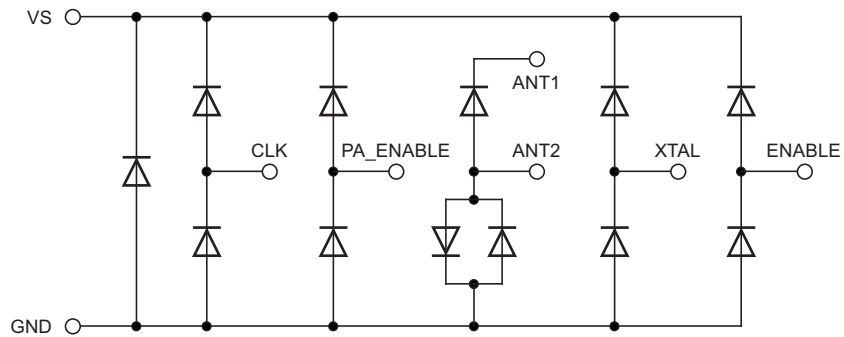 VS
ANT1
CLK
PA_ENABLE
ANT2
XTAL
ENABLE
GND